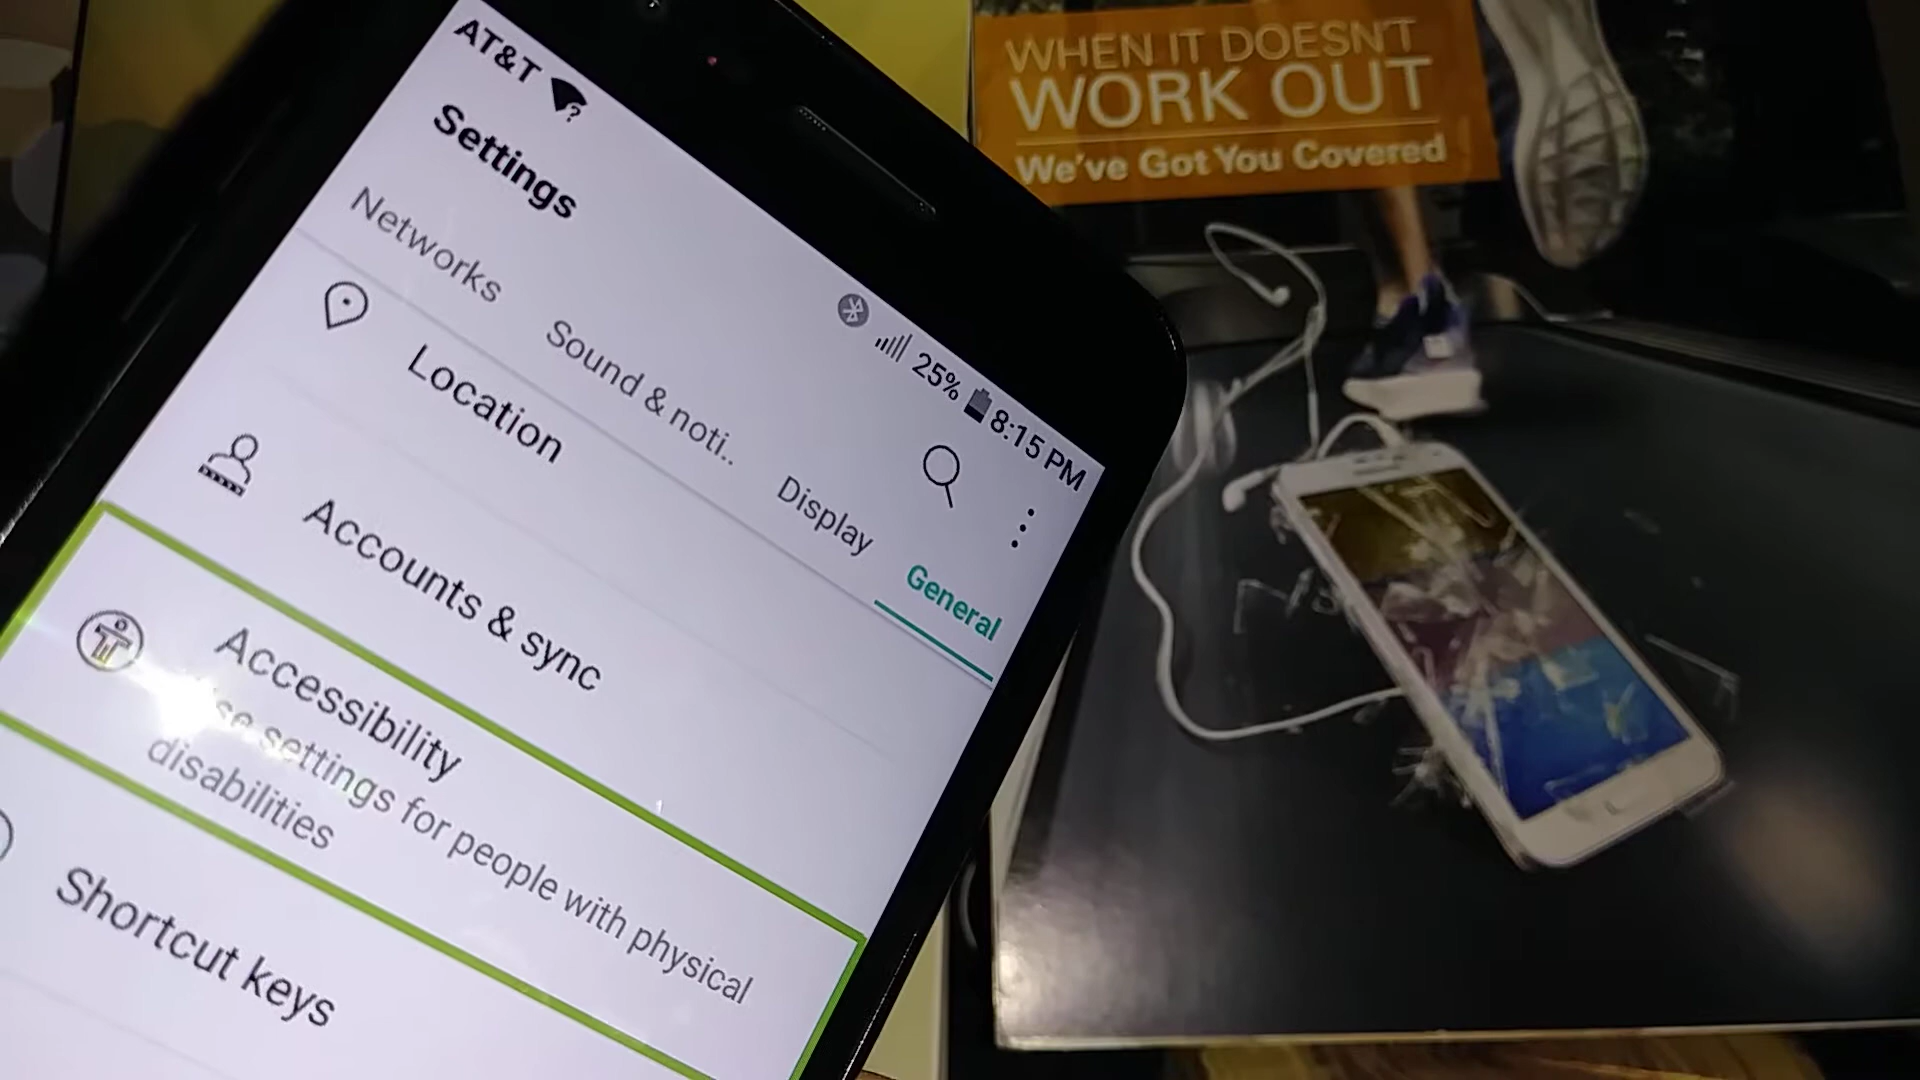 AT&T
25% 8:15 PM
Settings
Networks
Sound & noti..
Display
General
Location
Accounts & sync
Accessibility
settings for people with physical
disabilities
Shortcut keys
WHEN IT DOESN'T
WORK OUT
We've Got You Covered